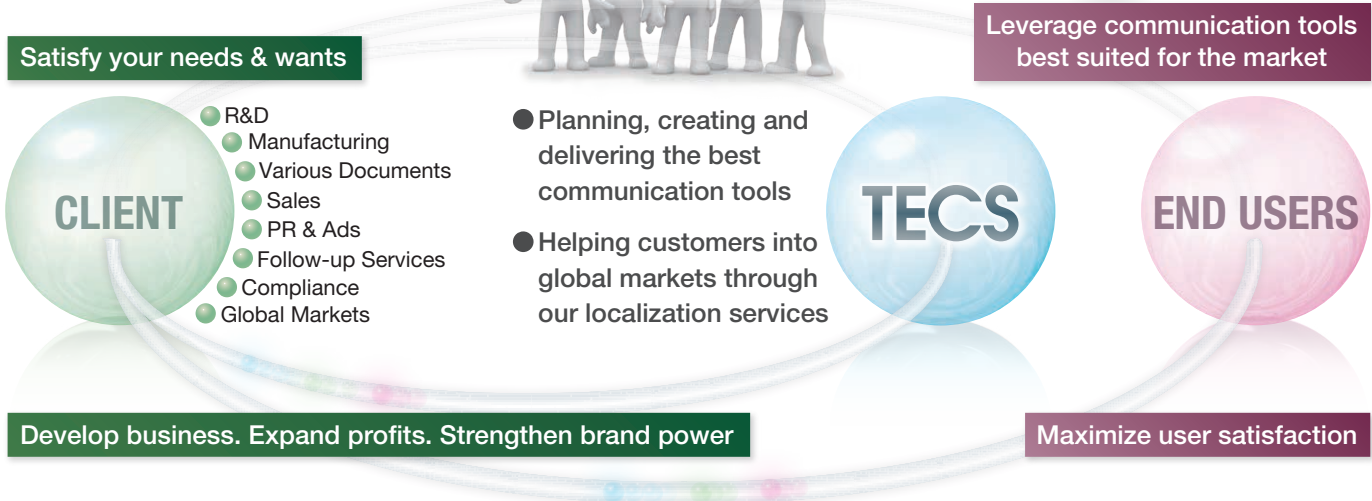 Satisfy your needs & wants
Leverage communication tools
best suited for the market
CLIENT
R&D
Manufacturing
Various Documents
Sales
PR & Ads
Follow-up Services
Compliance
Global Markets
● Planning, creating and
delivering the best
communication tools
● Helping customers into
global markets through
our localization services
TECS
END USERS
Develop business. Expand profits. Strengthen brand power
Maximize user satisfaction